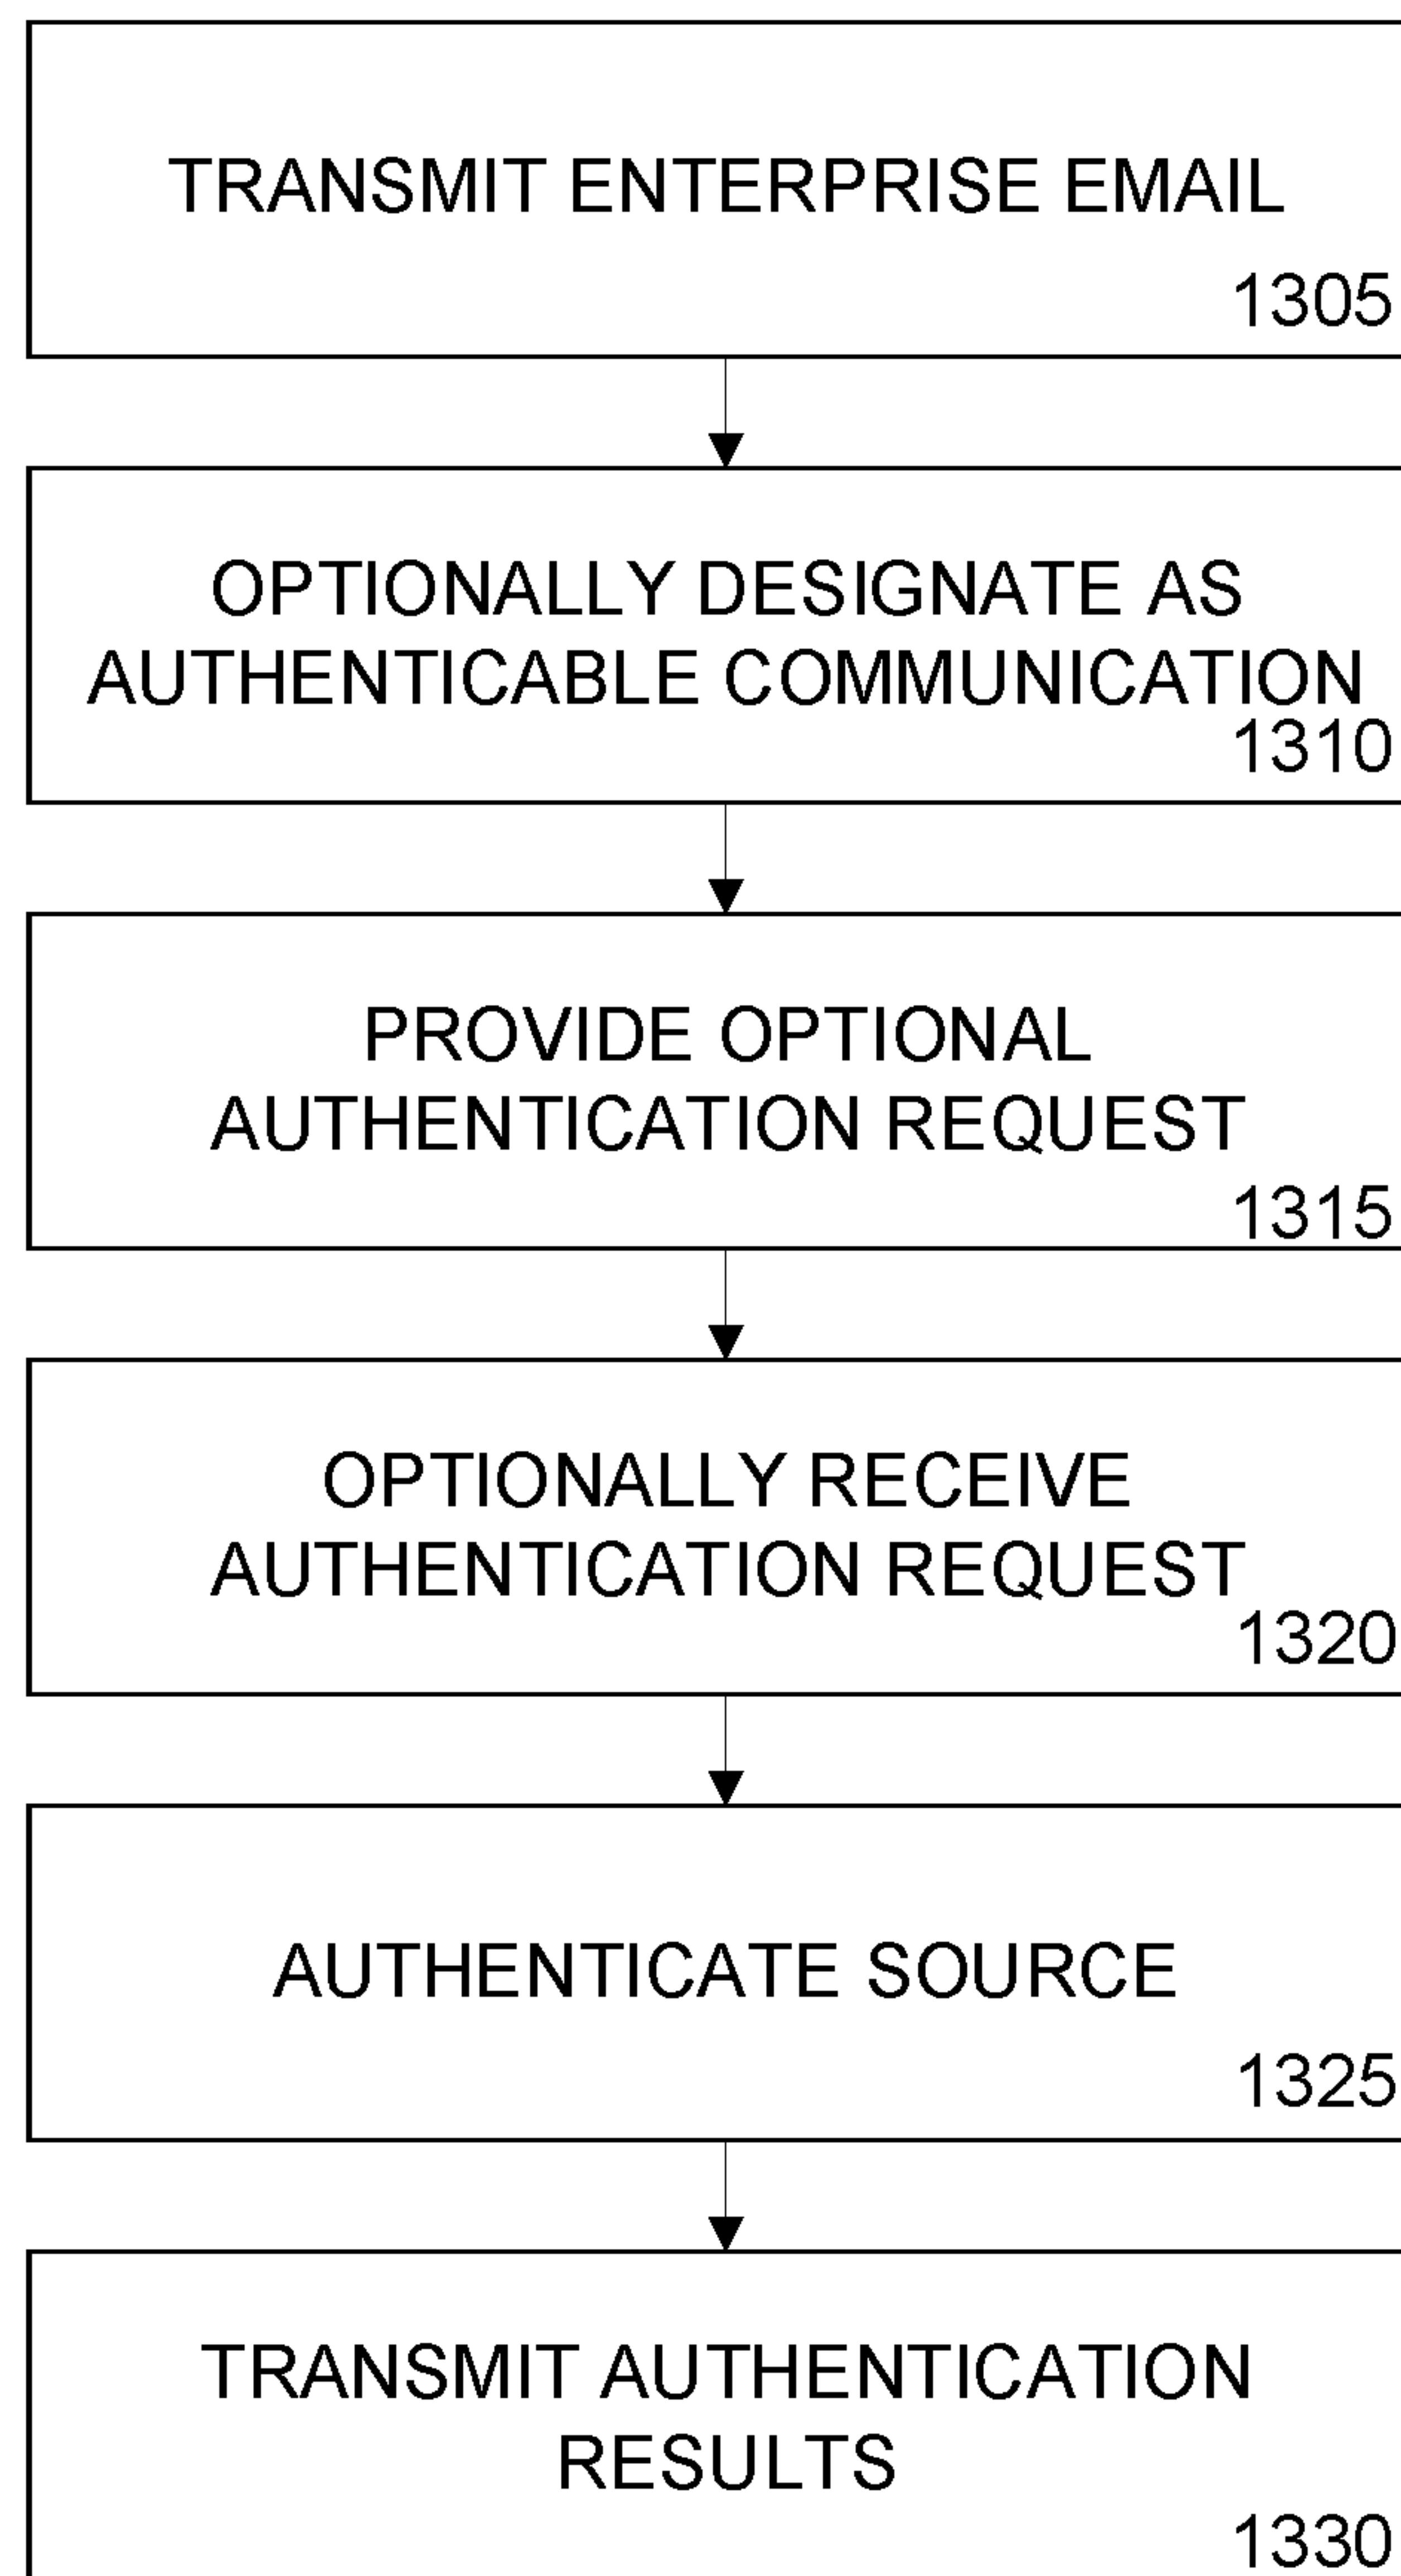 TRANSMIT ENTERPRISE EMAIL
1305
OPTIONALLY DESIGNATE AS
AUTHENTICABLE COMMUNICATION
1310
PROVIDE OPTIONAL
AUTHENTICATION REQUEST
1315
OPTIONALLY RECEIVE
AUTHENTICATION REQUEST
1320
AUTHENTICATE SOURCE
1325
TRANSMIT AUTHENTICATION
RESULTS
1330